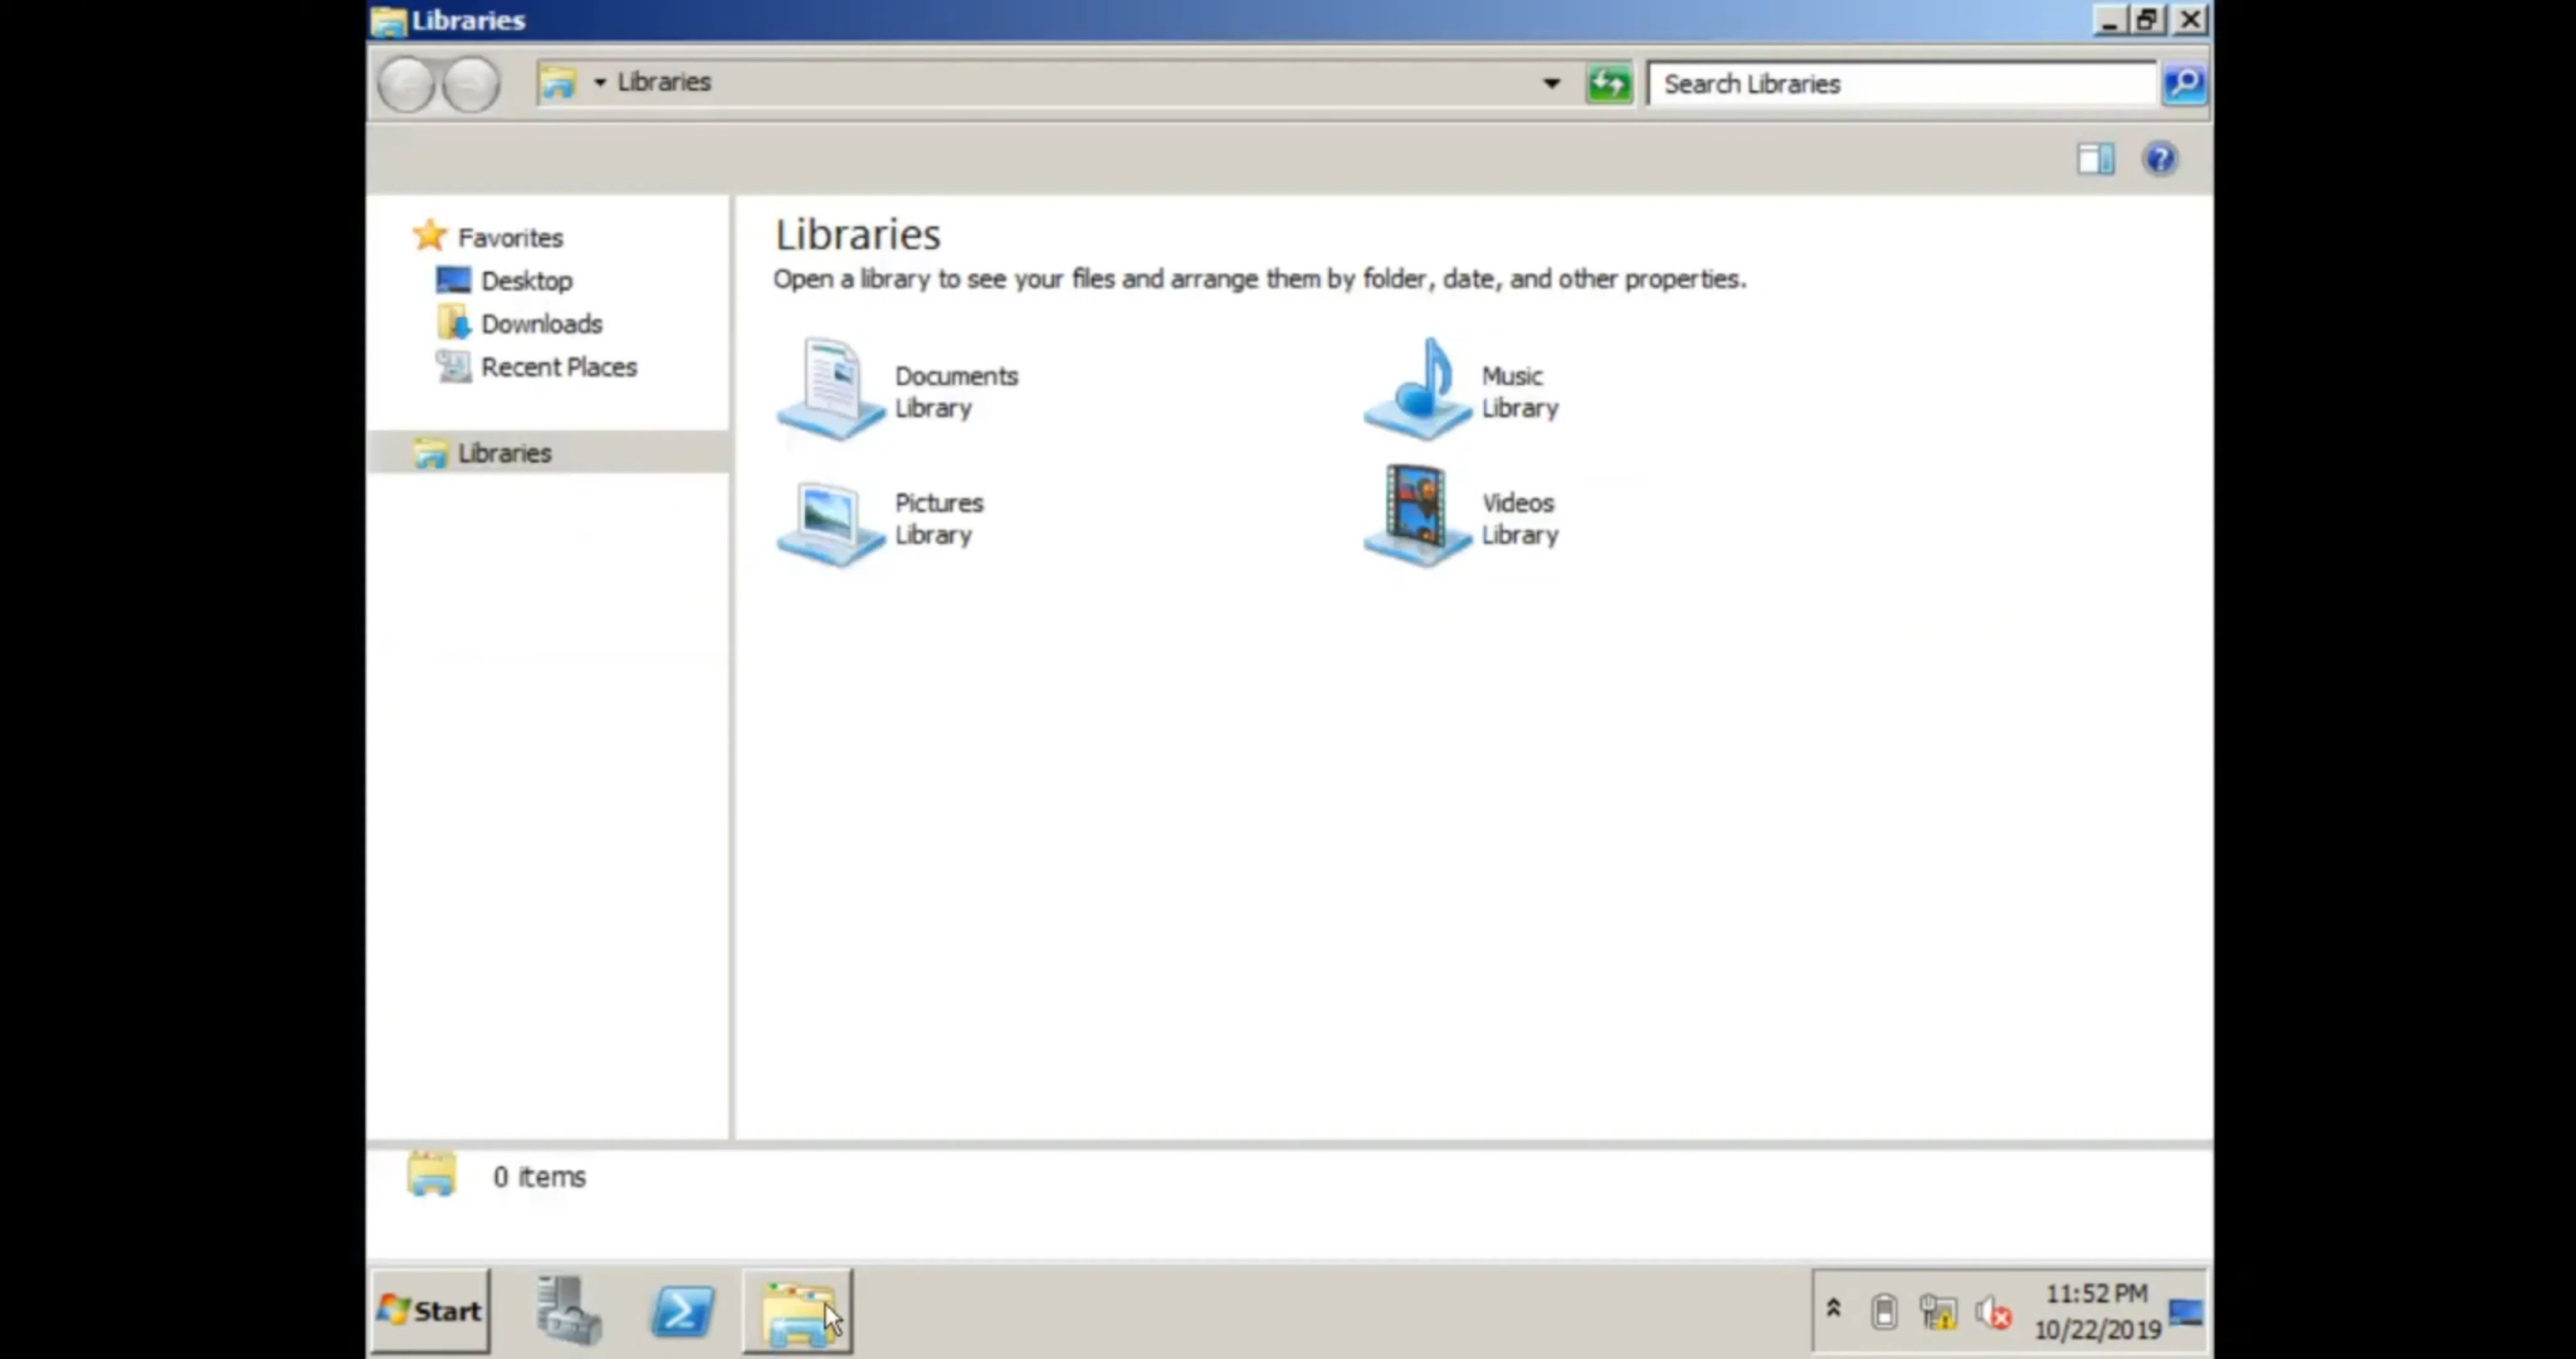 Libraries
Libraries
Search Libraries
Favorites
Desktop
Downloads
Recent Places
Libraries
Libraries
Open a library to see your files and arrange them by folder, date, and other properties.
Documents
Library
Music
Library
Pictures
Library
Videos
Library
0 items
Start
11:52 PM
10/22/2019